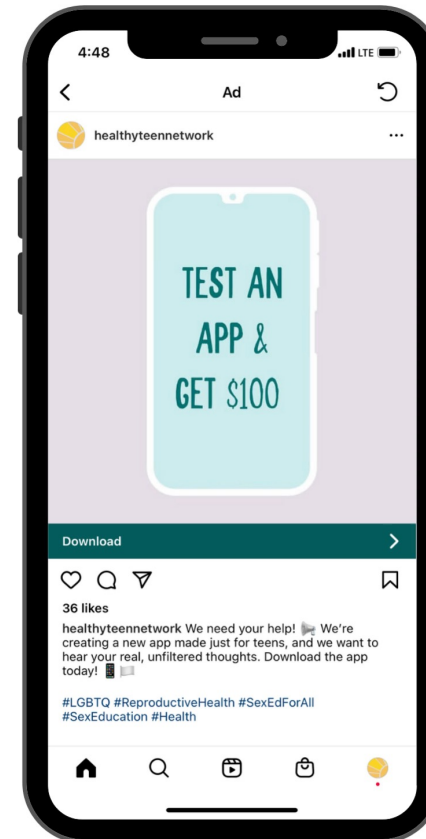 4:48
LTE
Ad
healthyteennetwork
TEST AN
APP &
GET $100
Download
36 likes
healthyteennetwork We need your help! We're
creating a new app made just for teens, and we want to
hear your real, unfiltered thoughts. Download the app
today!
#LGBTQ #ReproductiveHealth #SexEdForAll
#SexEducation #Health